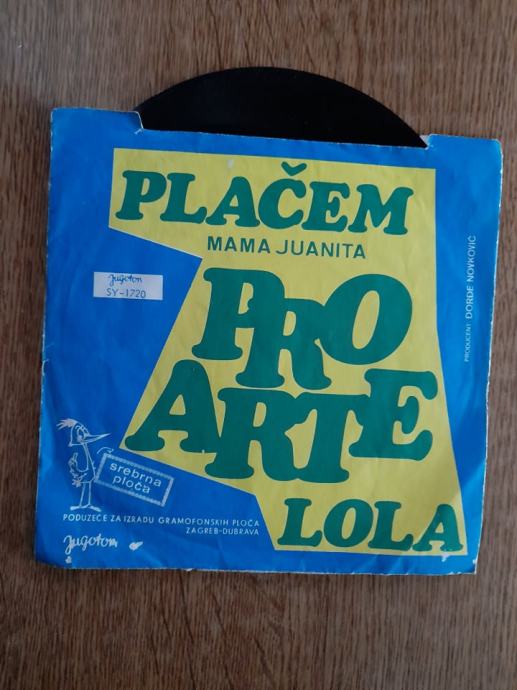 PLAČEM
MAMA JUANITA
Jugoton
SY-1720
PRO
ARTE
LOLA
PRODUCENT ĐORĐE NOVKOVIĆ
srebrna
ploča
PODUZEĆE ZA IZRADU GRAMOFONSKIH PLOČA
ZAGREB-DUBRAVA
Jugoton